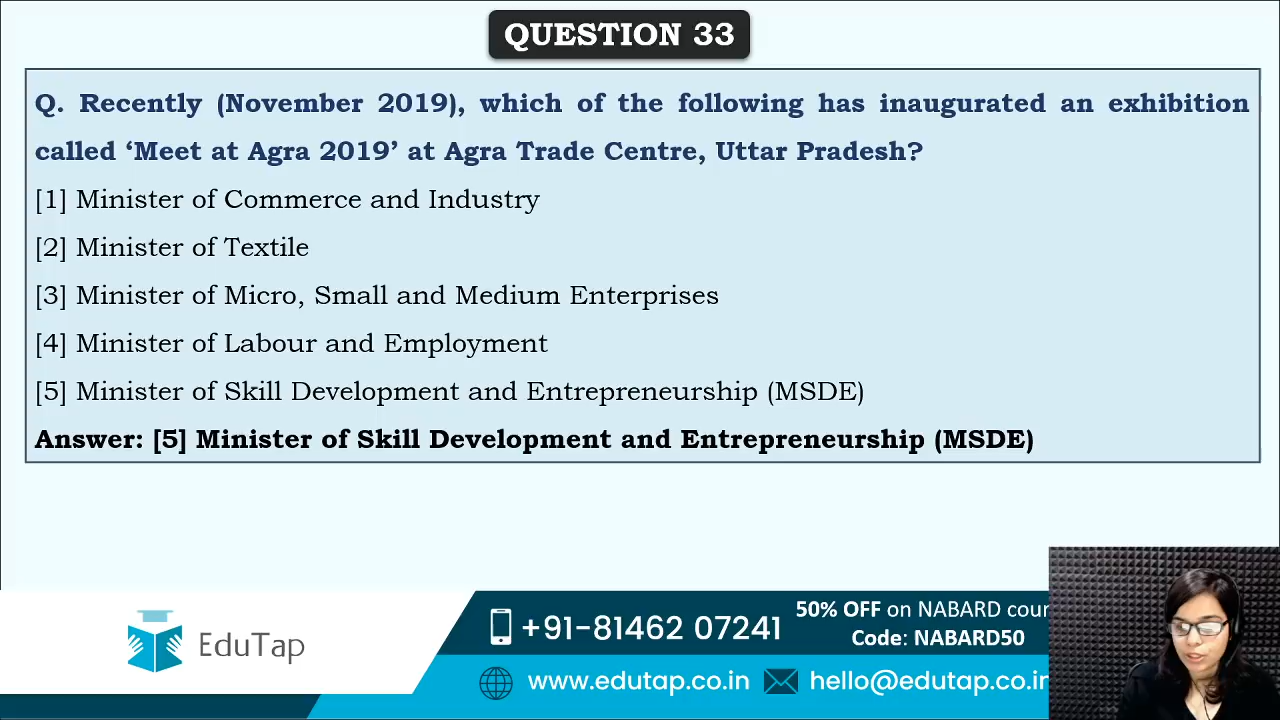 QUESTION 33
Q. Recently (November 2019), which of the following has inaugurated an exhibition
called ‘Meet at Agra 2019’ at Agra Trade Centre, Uttar Pradesh?
[1] Minister of Commerce and Industry
[2] Minister of Textile
[3] Minister of Micro, Small and Medium Enterprises
[4] Minister of Labour and Employment
[5] Minister of Skill Development and Entrepreneurship (MSDE)
Answer: [5] Minister of Skill Development and Entrepreneurship (MSDE)
EduTap
+91-81462 07241
50% OFF on NABARD
Code: NABARD50
www.edutap.co.in
hello@edutap.co.in